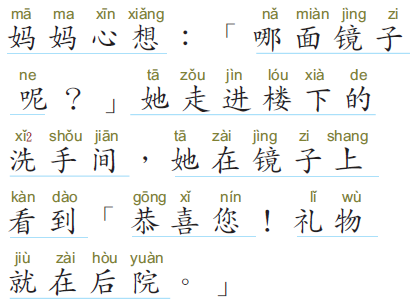 mā ma xīn xiǎng nǎ miàn jìng zi
妈妈心想：「哪面镜子
ne tā zǒu jìn lóu xià de
呢？」她走进楼下的
xǐ2 shǒu jiān tā zài jìng zi shang
洗手间，她在镜子上
kàn dào gōng xǐ nín lǐ wù
看到「恭喜您！礼物
jiù zài hòu yuàn
就在后院。」